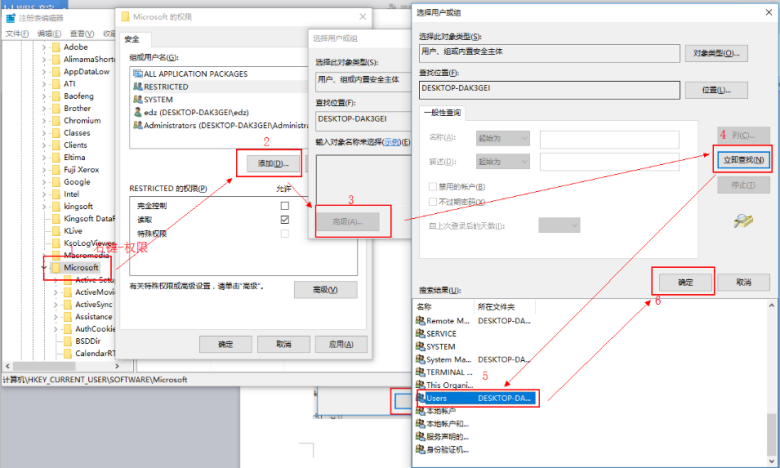 注册表编辑器
文件(F) 编辑(E) 查看(V) 收藏
Adobe
AlimamaShort
AppDataLow
ATI
Baofeng
Brother
Chromium
Classes
Clients
Eltima
Fuji Xerox
Google
Intel
kingsoft
Kingsoft DataR
KLive
KsoLogViewer
Macromedia
1 右键-权限
Microsoft
Active Setup
ActiveMovi
ActiveSync
Assistance
AuthCookie
BSDDir
CalendarRT
计算机\HKEY_CURRENT_USER\SOFTWARE\Microsoft
Microsoft 的权限
安全
组或用户名(G):
ALL APPLICATION PACKAGES
RESTRICTED
SYSTEM
edz (DESKTOP-DAK3GEI\edz)
Administrators (DESKTOP-DAK3GEI\Administra
2
添加(D)...
RESTRICTED 的权限(P) 允许
完全控制
读取
特殊权限
有关特殊权限或高级设置，请单击"高级"。
高级(V)
确定 取消 应用(A)
选择用户或组
选择此对象类型(S):
用户、组或内置安全主体
查找位置(F):
DESKTOP-DAK3GEI
输入对象名称来选择(示例)(E)
3
高级(A)...
选择用户或组
选择此对象类型(S):
用户、组或内置安全主体 对象类型(O)...
查找位置(F):
DESKTOP-DAK3GEI 位置(L)...
一般性查询
名称(A): 起始为
描述(D): 起始为
禁用的帐户(B)
不过期密码(X)
自上次登录后的天数(I):
4 列(C)...
立即查找(N)
停止(T)
确定 取消
6
搜索结果(U):
名称 所在文件夹
Remote M... DESKTOP-DA...
SERVICE
SYSTEM
System Ma... DESKTOP-DA...
TERMINAL ...
This Organi...
5
Users DESKTOP-DA...
本地帐户
本地帐户和...
服务声明的...
身份验证机...